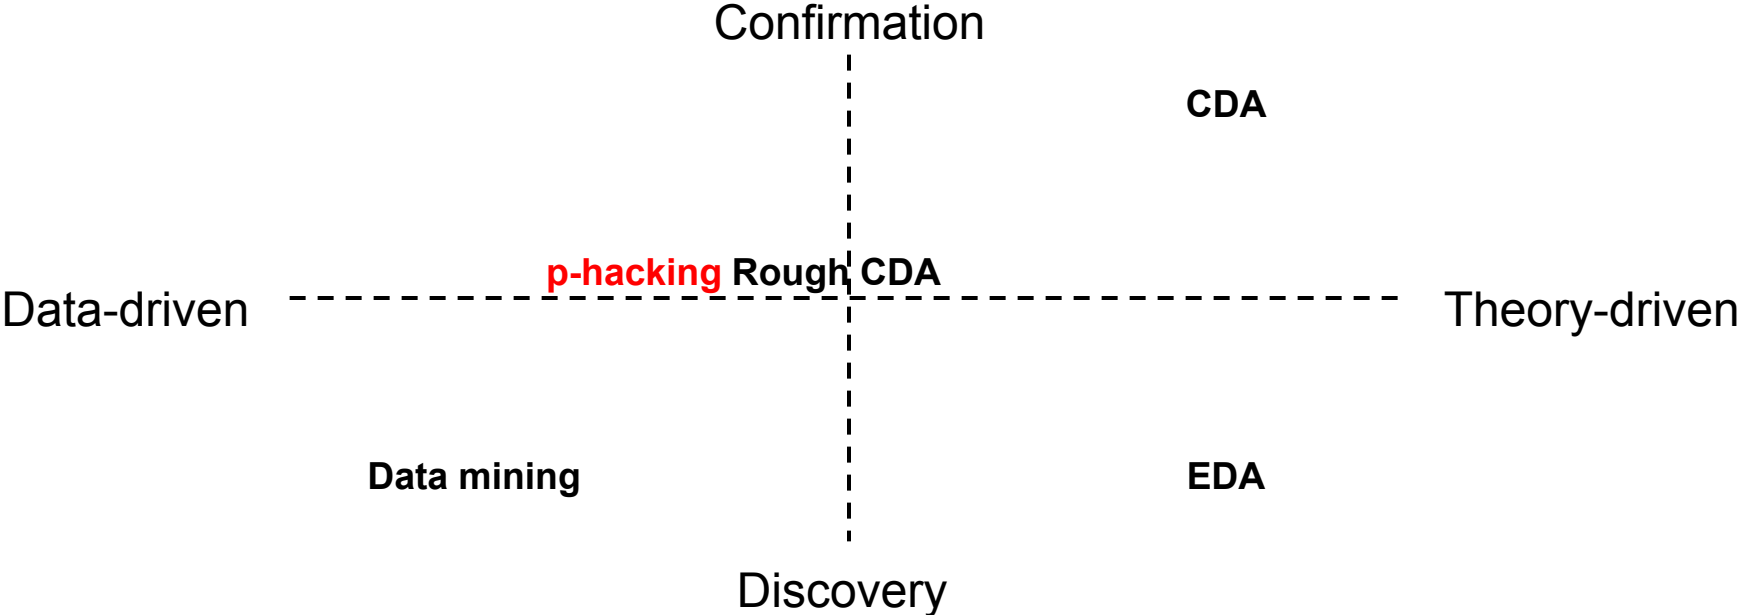 Confirmation
CDA
p-hacking Rough CDA
Data-driven
Theory-driven
Data mining
EDA
Discovery